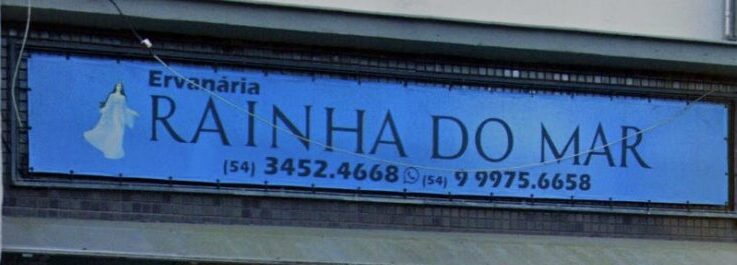 Ervanária
RAINHA DO MAR
(54) 3452.4668 (54) 9 9975.6658